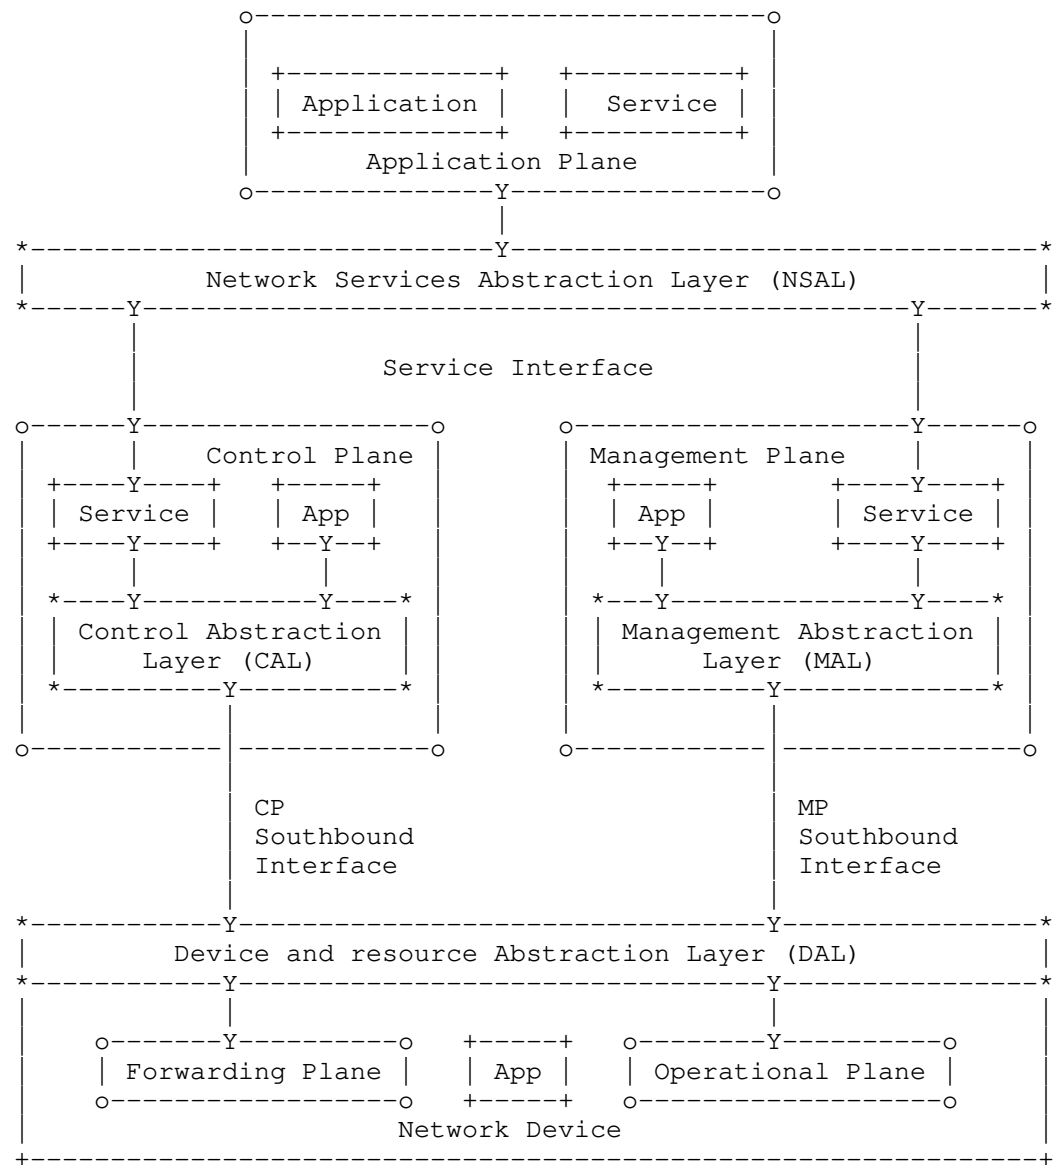 Application Service
Application Plane
Network Services Abstraction Layer (NSAL)
Service Interface
Control Plane Management Plane
Service App App Service
Control Abstraction Management Abstraction
Layer (CAL) Layer (MAL)
CP MP
Southbound Southbound
Interface Interface
Device and resource Abstraction Layer (DAL)
Forwarding Plane App Operational Plane
Network Device